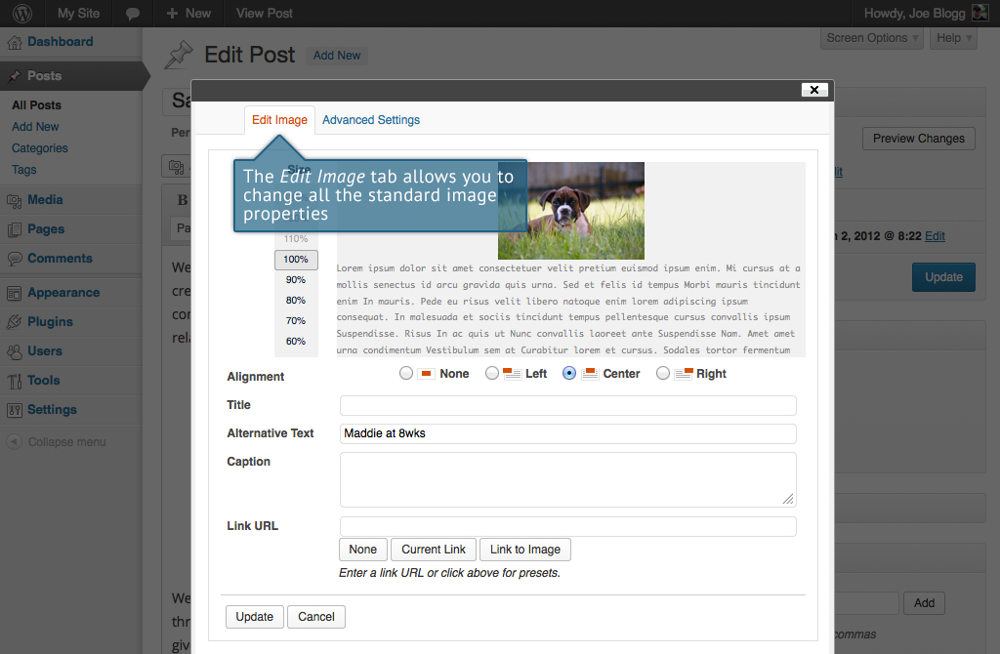 My Site
New
View Post
Howdy, Joe Blogg
Dashboard
Posts
All Posts
Add New
Categories
Tags
Media
Pages
Comments
Appearance
Plugins
Users
Tools
Settings
Collapse menu
Edit Post
Add New
Screen Options
Help
Sa
Per
B
Pa
We
cre
con
rela
We
thr
giv
Preview Changes
2, 2012 @ 8:22 Edit
Update
Add
commas
Edit Image
Advanced Settings
Size
The Edit Image tab allows you to
change all the standard image
properties
110%
100%
90%
80%
70%
60%
Lorem ipsum dolor sit amet consectetuer velit pretium euismod ipsum enim. Mi cursus at a
mollis senectus id arcu gravida quis urna. Sed et felis id tempus Morbi mauris tincidunt
enim In mauris. Pede eu risus velit libero natoque enim lorem adipiscing ipsum
consequat. In malesuada et sociis tincidunt tempus pellentesque cursus convallis ipsum
Suspendisse. Risus In ac quis ut Nunc convallis laoreet ante Suspendisse Nam. Amet amet
urna condimentum Vestibulum sem at Curabitur lorem et cursus. Sodales tortor fermentum
Alignment
None
Left
Center
Right
Title
Alternative Text
Maddie at 8wks
Caption
Link URL
None
Current Link
Link to Image
Enter a link URL or click above for presets.
Update
Cancel